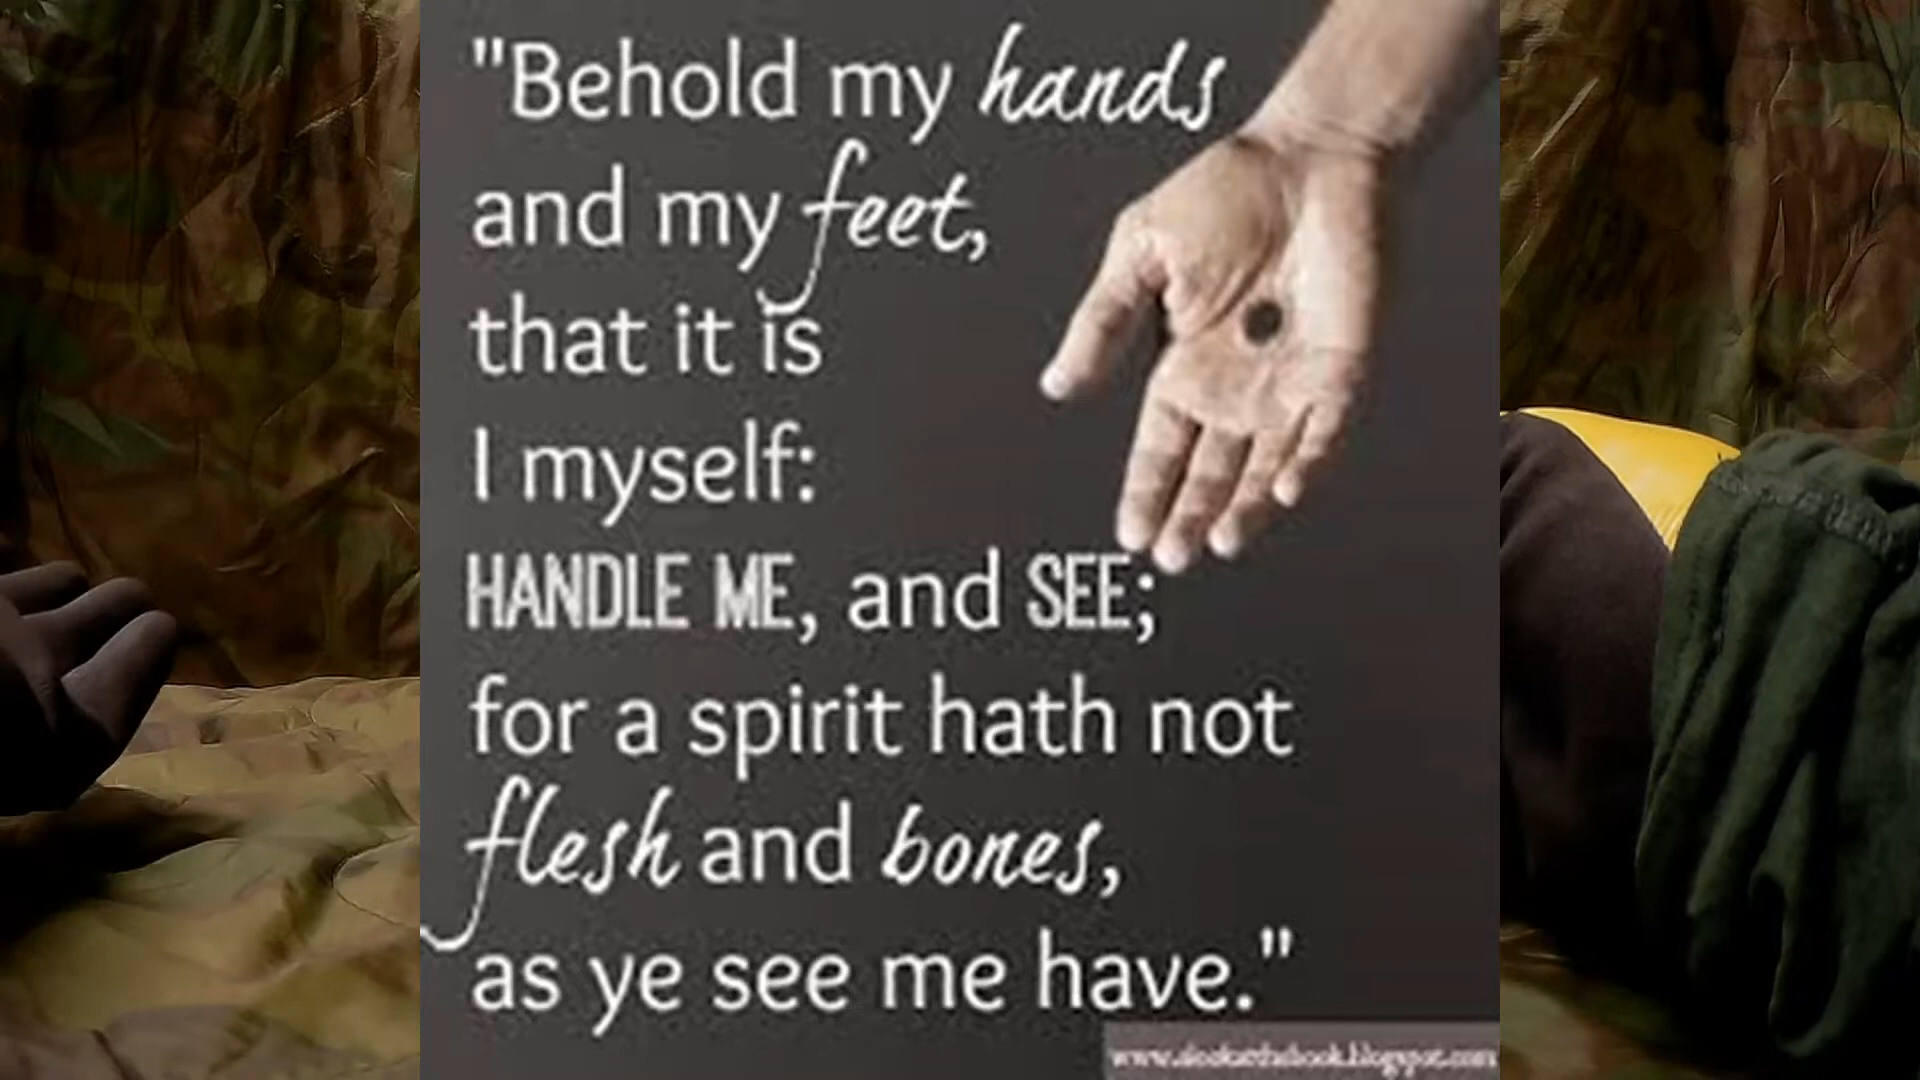 "Behold my hands
and my feet,
that it is
I myself:
HANDLE ME, and SEE;
for a spirit hath not
flesh and bones,
as ye see me have."